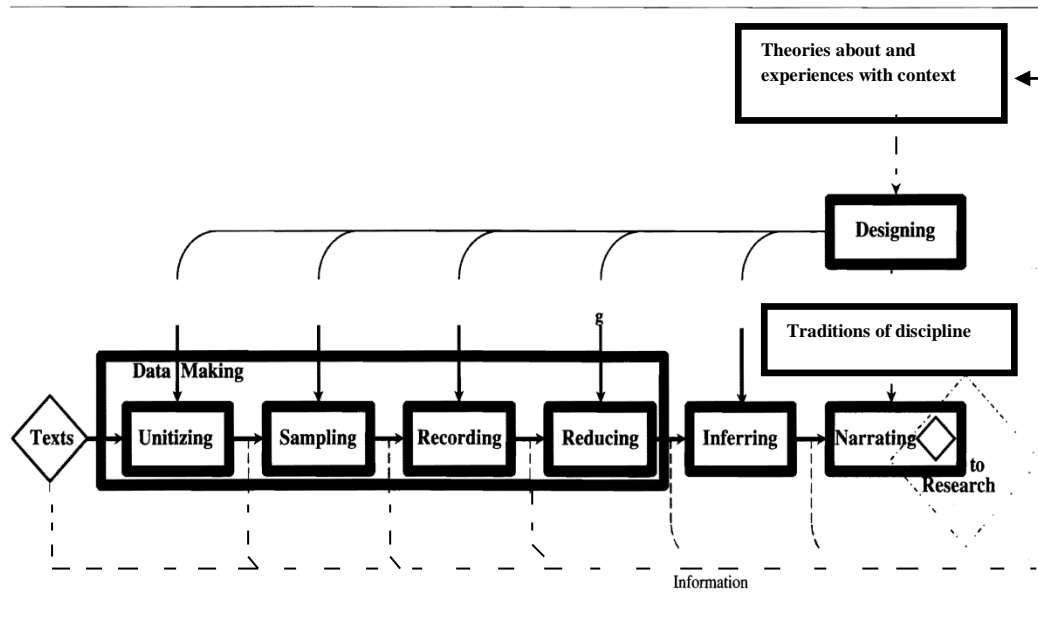 Theories about and
experiences with context
Designing
g
Traditions of discipline
Data Making
Texts
Unitizing
Sampling
Recording
Reducing
Inferring
Narrating
to
Research
Information